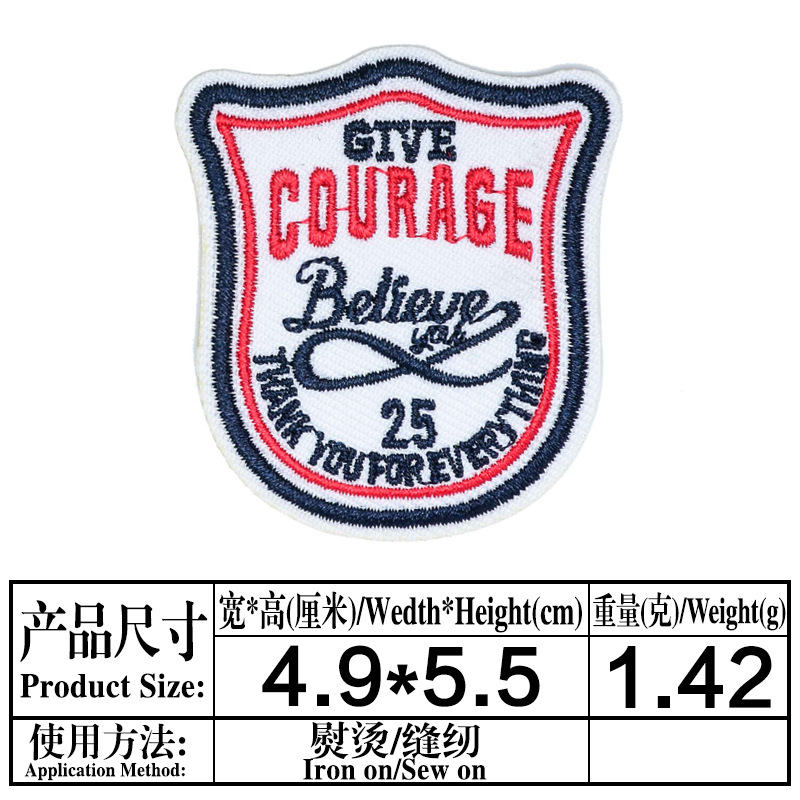 GIVE
COURAGE
Believe
you
25
THANK YOU FOR EVERYTHING
产品尺寸
Product Size:
宽*高(厘米)/Wedth*Height(cm)
重量(克)/Weight(g)
4.9*5.5
1.42
使用方法:
Application Method:
熨烫/缝纫
Iron on/Sew on